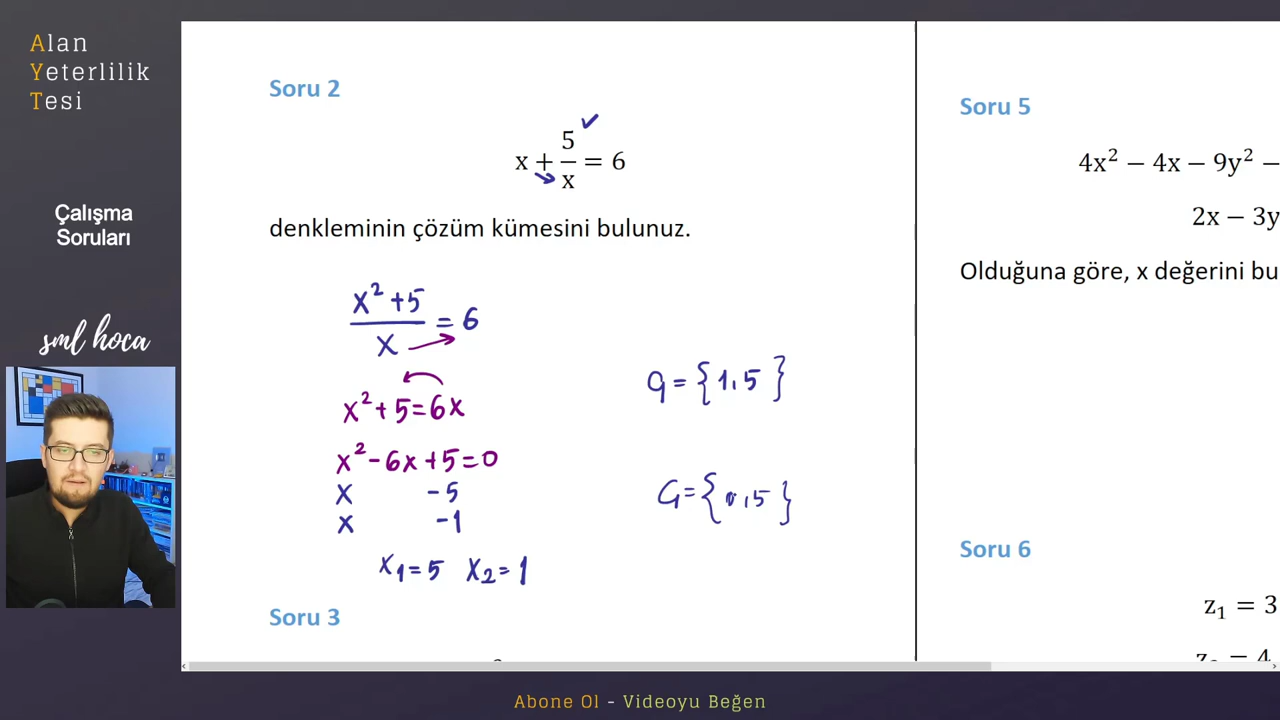 Alan
Yeterlilik
Tesi
Çalışma
Soruları
sml hoca
Soru 2
x + 5/x = 6
denkleminin çözüm kümesini bulunuz.
x² + 5 / x = 6
x² + 5 = 6x
x² - 6x + 5 = 0
x -5
x -1
x₁ = 5 x₂ = 1
Ç = {1, 5}
Soru 3
Soru 5
4x² − 4x − 9y² −
2x − 3y
Olduğuna göre, x değerini bu
Soru 6
z₁ = 3
Abone Ol - Videoyu Beğen